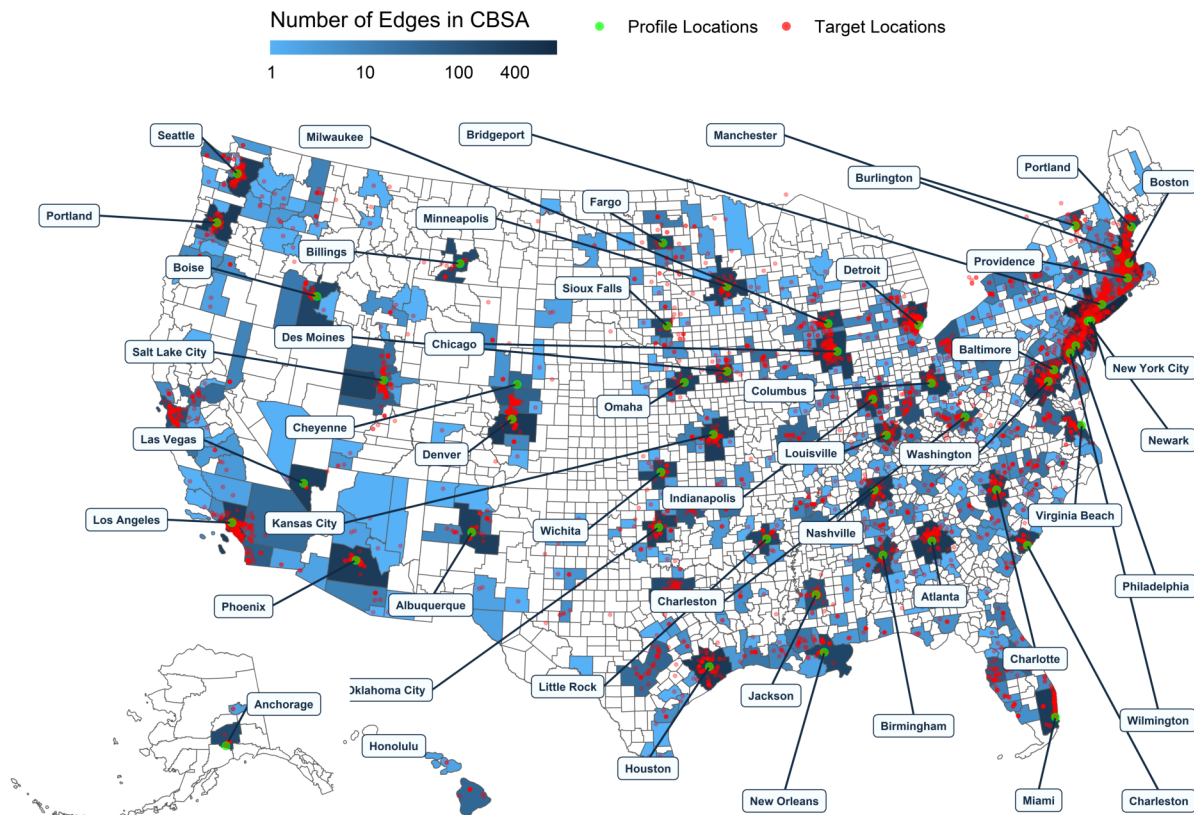 Number of Edges in CBSA
1 10 100 400
Profile Locations
Target Locations
Seattle
Milwaukee
Bridgeport
Manchester
Portland
Burlington
Boston
Portland
Fargo
Minneapolis
Billings
Boise
Detroit
Providence
Sioux Falls
Des Moines
Salt Lake City
Chicago
Baltimore
New York City
Columbus
Omaha
Cheyenne
Las Vegas
Denver
Louisville
Washington
Newark
Indianapolis
Los Angeles
Kansas City
Wichita
Nashville
Virginia Beach
Phoenix
Albuquerque
Charleston
Atlanta
Philadelphia
Charlotte
Oklahoma City
Little Rock
Jackson
Anchorage
Birmingham
Wilmington
Honolulu
Houston
New Orleans
Miami
Charleston